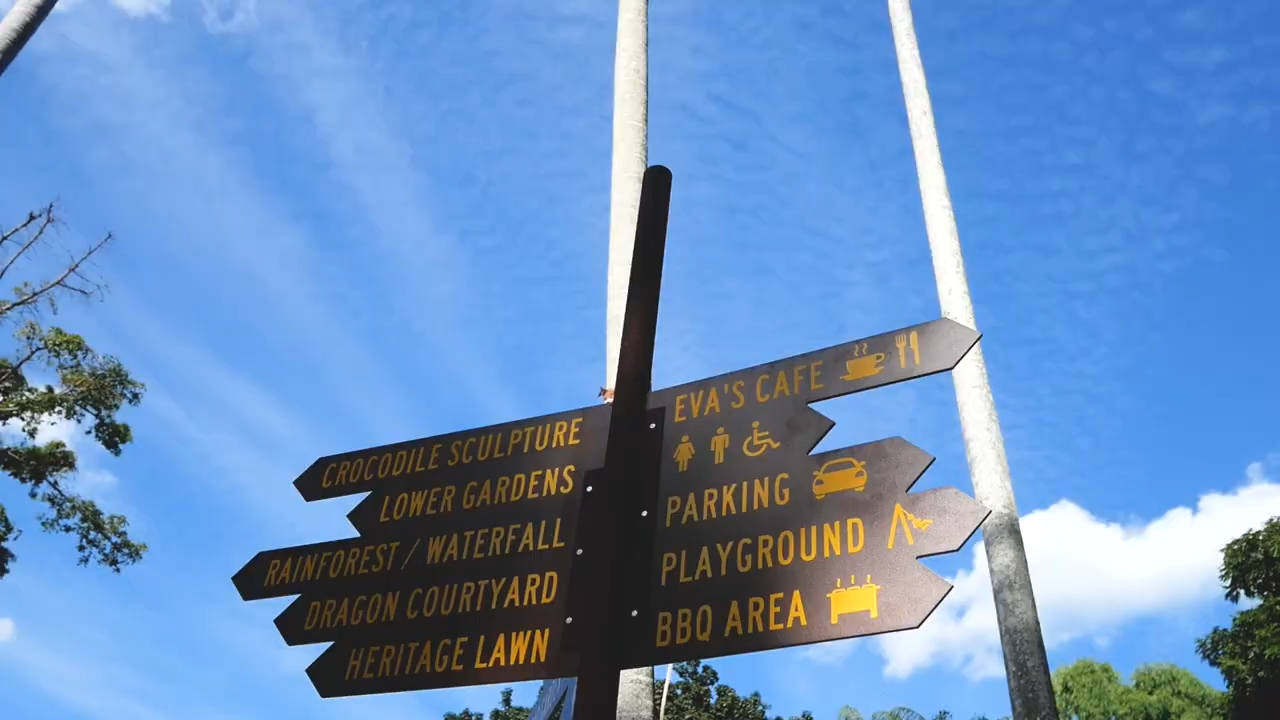 CROCODILE SCULPTURE
LOWER GARDENS
RAINFOREST / WATERFALL
DRAGON COURTYARD
HERITAGE LAWN
EVA'S CAFE
PARKING
PLAYGROUND
BBQ AREA